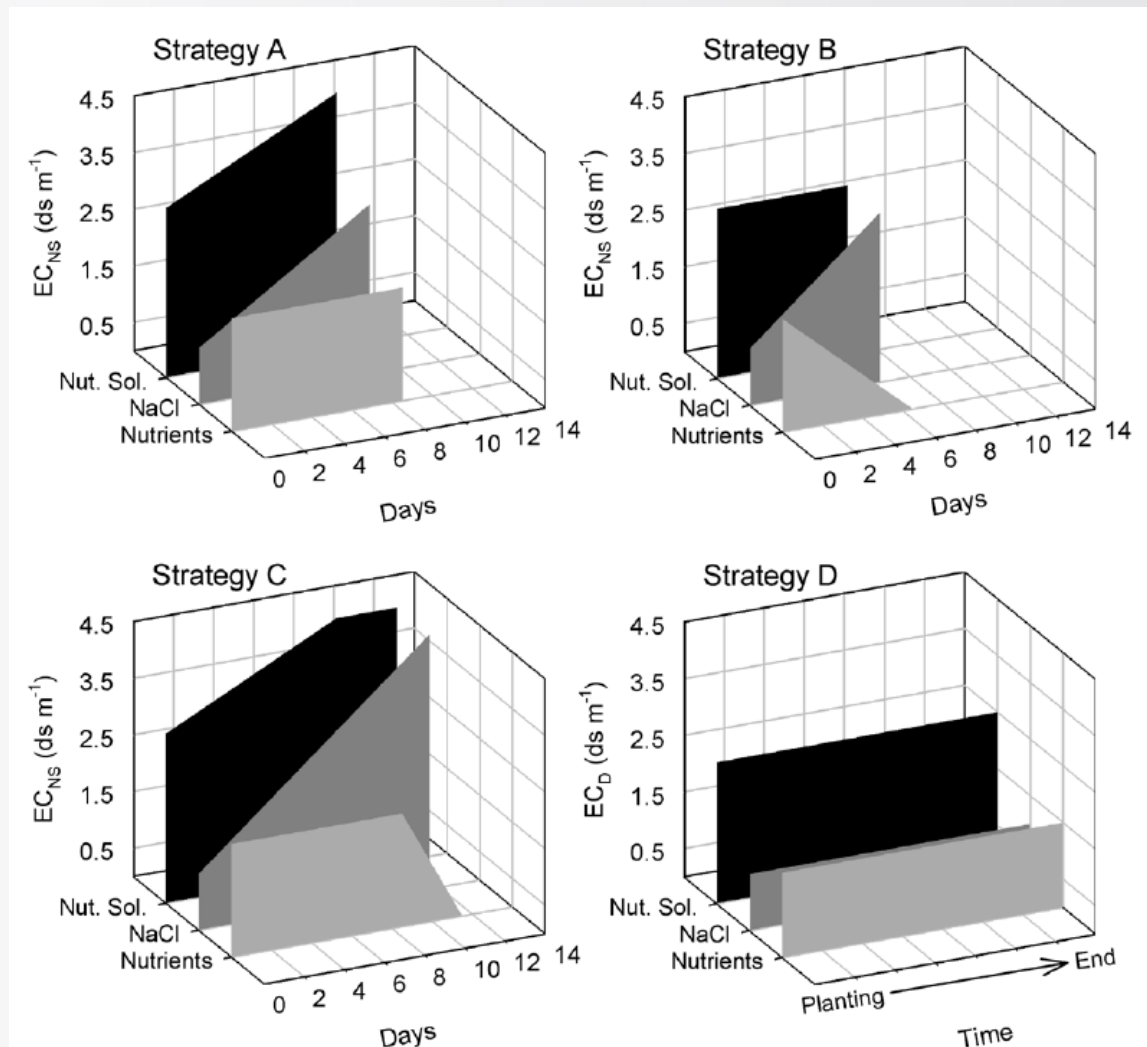 Strategy A
4.5
3.5
2.5
1.5
0.5
EC_NS (ds m⁻¹)
Nut. Sol.
NaCl
Nutrients
0 2 4 6 8 10 12 14
Days
Strategy B
4.5
3.5
2.5
1.5
0.5
EC_NS (ds m⁻¹)
Nut. Sol.
NaCl
Nutrients
0 2 4 6 8 10 12 14
Days
Strategy C
4.5
3.5
2.5
1.5
0.5
EC_NS (ds m⁻¹)
Nut. Sol.
NaCl
Nutrients
0 2 4 6 8 10 12 14
Days
Strategy D
4.5
3.5
2.5
1.5
0.5
EC_D (ds m⁻¹)
Nut. Sol.
NaCl
Nutrients
Planting → End
Time